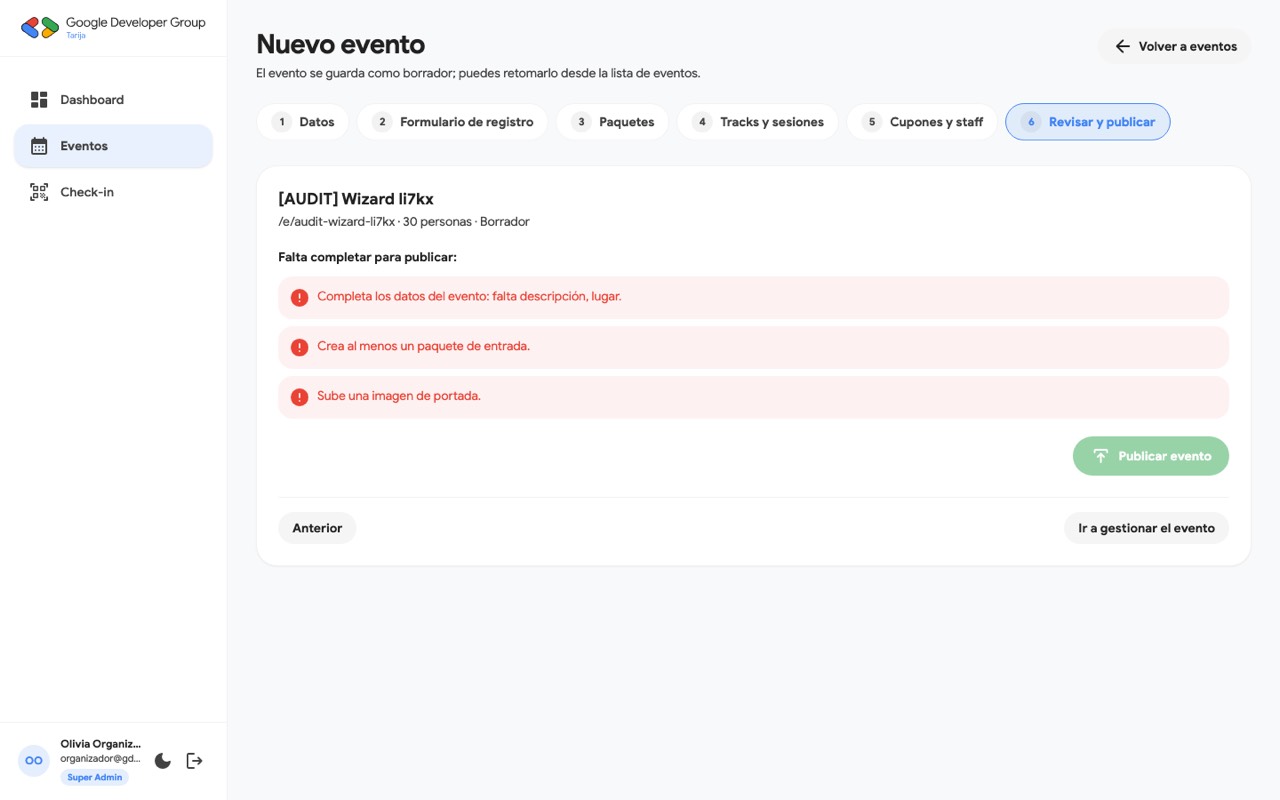 Google Developer Group
Tarija
Dashboard
Eventos
Check-in
Olivia Organiz...
organizador@gd...
Super Admin
OO
Nuevo evento
El evento se guarda como borrador; puedes retomarlo desde la lista de eventos.
Volver a eventos
1 Datos
2 Formulario de registro
3 Paquetes
4 Tracks y sesiones
5 Cupones y staff
6 Revisar y publicar
[AUDIT] Wizard li7kx
/e/audit-wizard-li7kx · 30 personas · Borrador
Falta completar para publicar:
Completa los datos del evento: falta descripción, lugar.
Crea al menos un paquete de entrada.
Sube una imagen de portada.
Publicar evento
Anterior
Ir a gestionar el evento